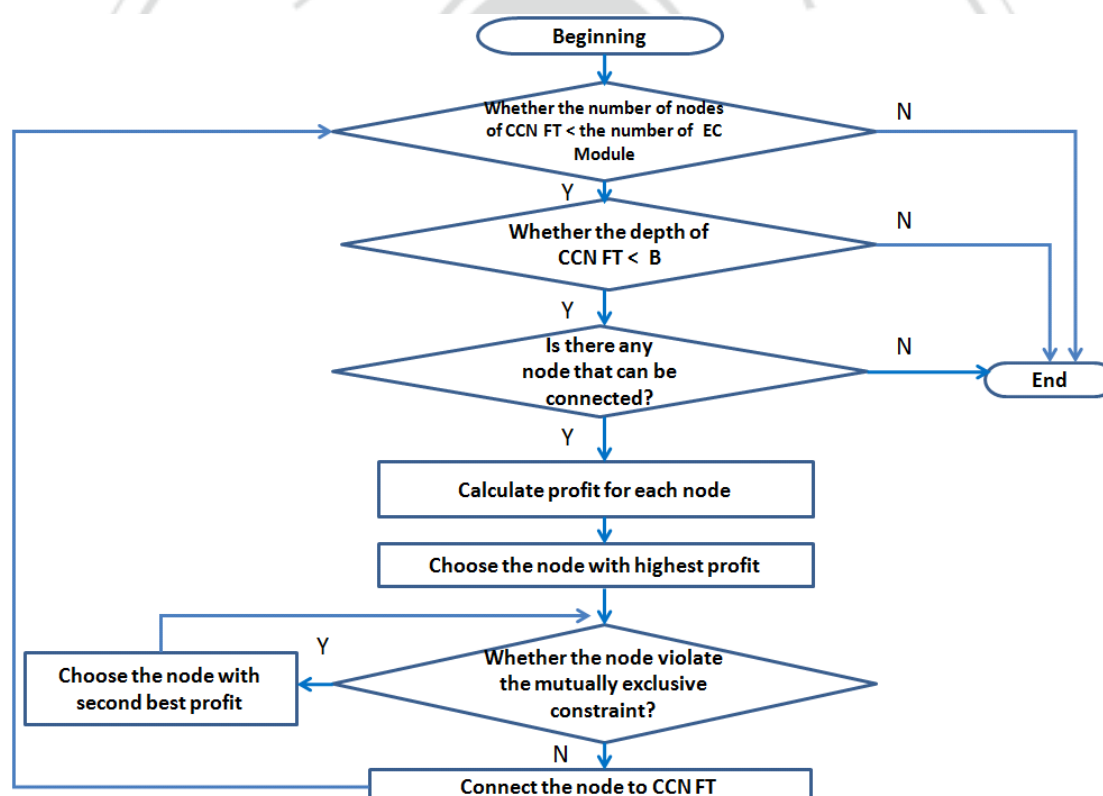 Beginning
Whether the number of nodes
of CCN FT < the number of EC
Module
N
Y
Whether the depth of
CCN FT < B
N
Y
Is there any
node that can be
connected?
N
End
Y
Calculate profit for each node
Choose the node with highest profit
Y
Whether the node violate
the mutually exclusive
constraint?
Choose the node with
second best profit
N
Connect the node to CCN FT